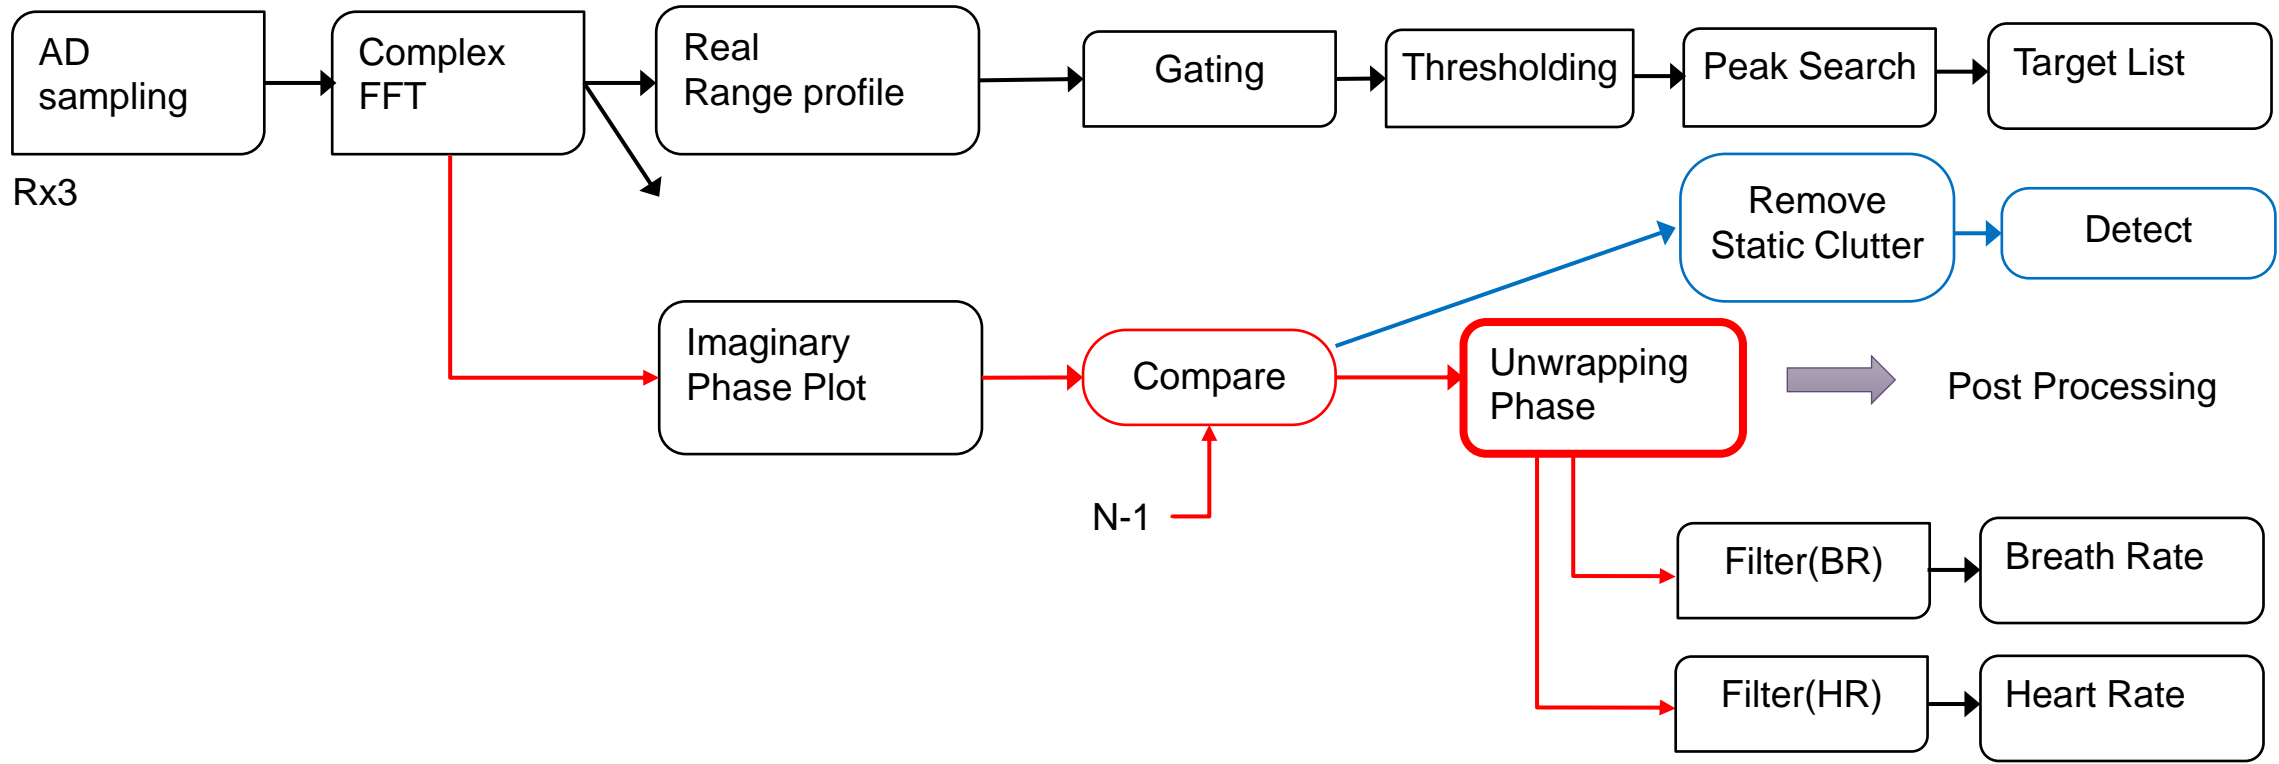 AD
sampling
Complex
FFT
Real
Range profile
Gating
Thresholding
Peak Search
Target List
Rx3
Remove
Static Clutter
Detect
Imaginary
Phase Plot
Compare
Unwrapping
Phase
Post Processing
N-1
Filter(BR)
Breath Rate
Filter(HR)
Heart Rate